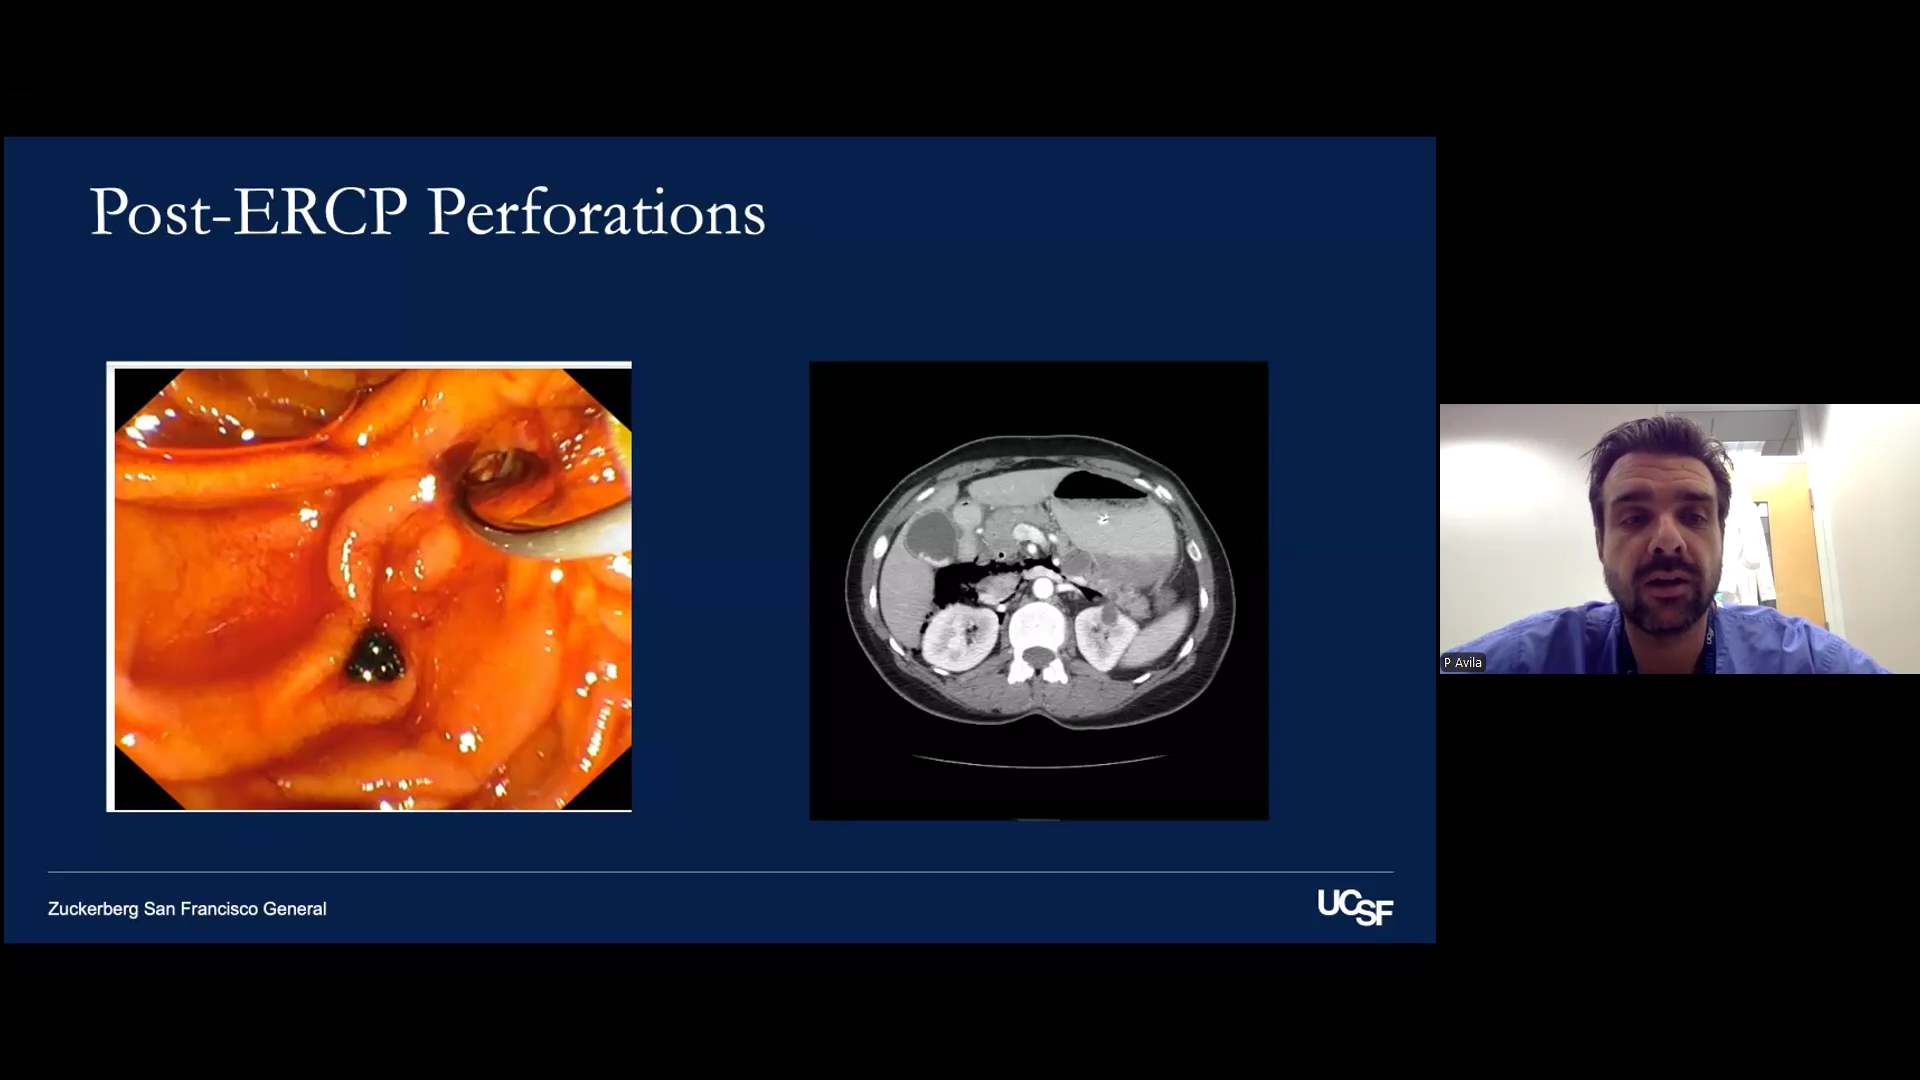 Post-ERCP Perforations
P Avila
Zuckerberg San Francisco General
UCSF